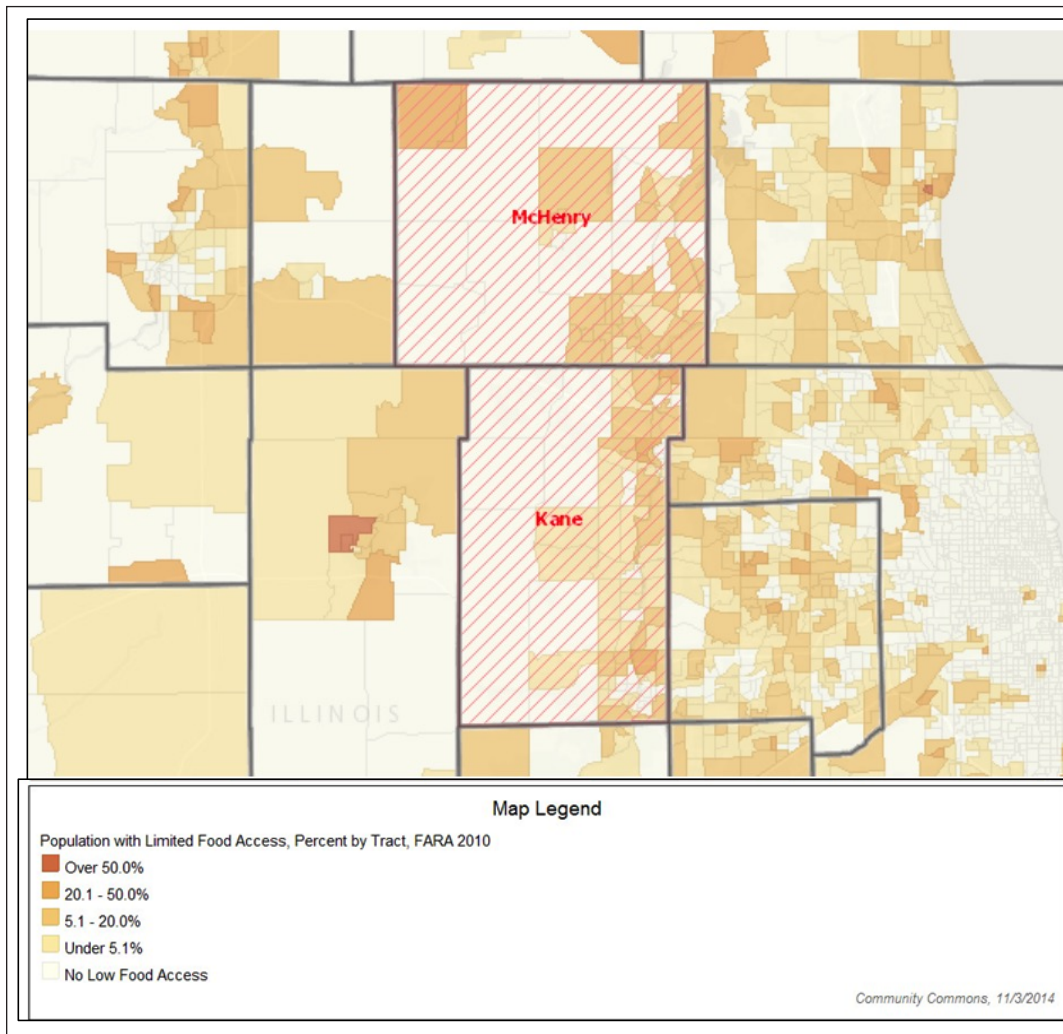 McHenry
Kane
ILLINOIS
Map Legend
Population with Limited Food Access, Percent by Tract, FARA 2010
Over 50.0%
20.1 - 50.0%
5.1 - 20.0%
Under 5.1%
No Low Food Access
Community Commons, 11/3/2014